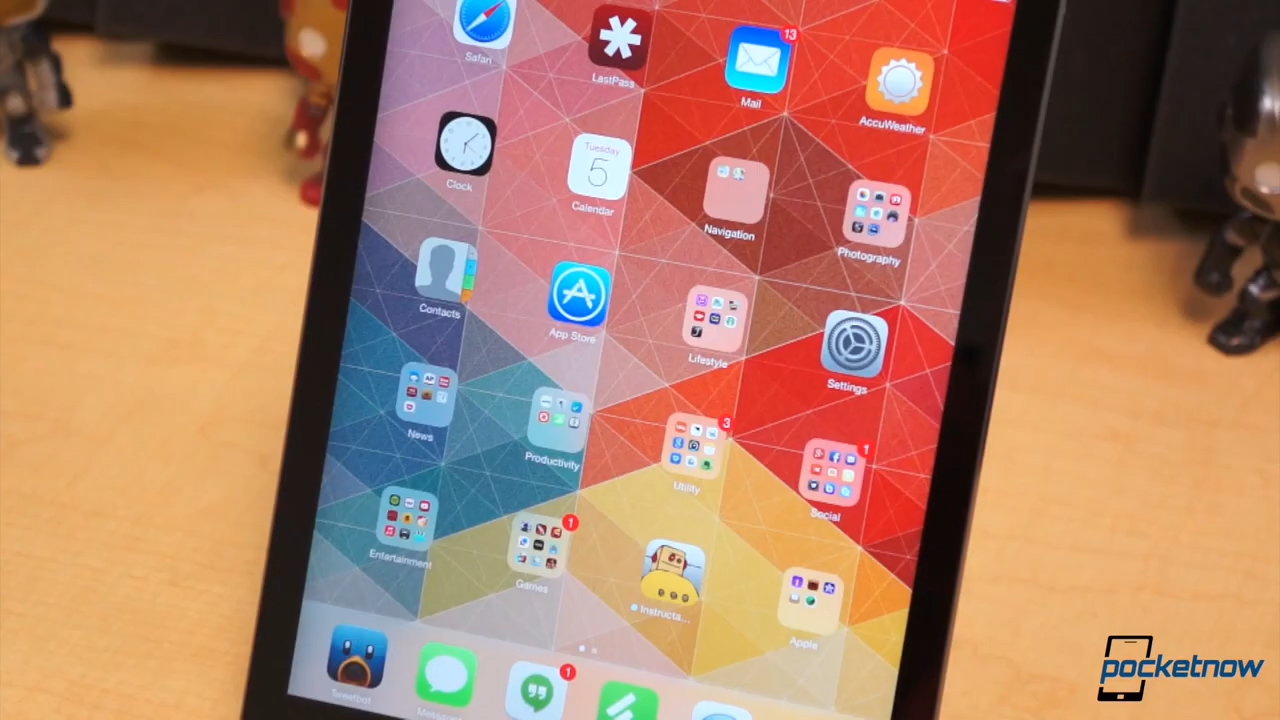 Safari
LastPass
13
Mail
AccuWeather
Clock
Tuesday
5
Calendar
Navigation
Photography
Contacts
App Store
Lifestyle
Settings
News
Productivity
3
Utility
1
Social
Entertainment
1
Games
Instructa...
Apple
Tweetbot
1
pocketnow